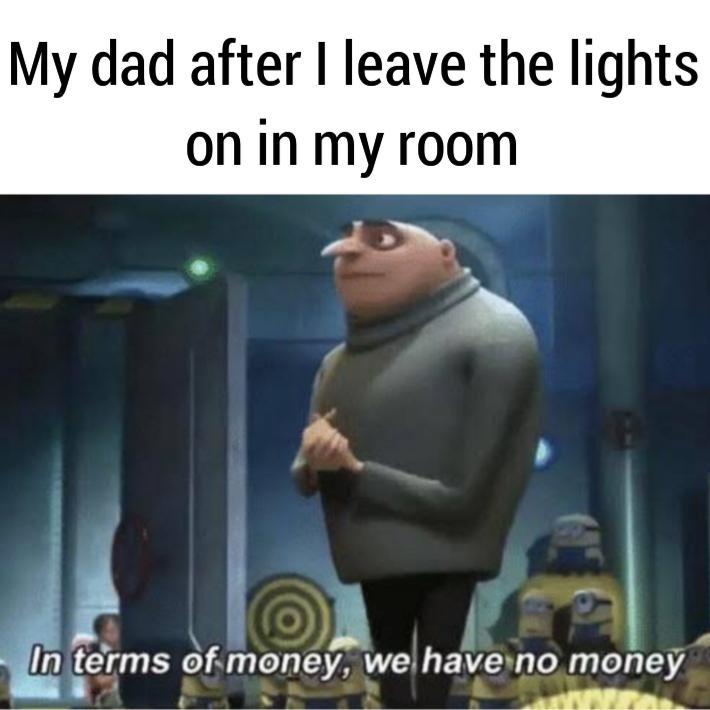 My dad after I leave the lights
on in my room
In terms of money, we have no money